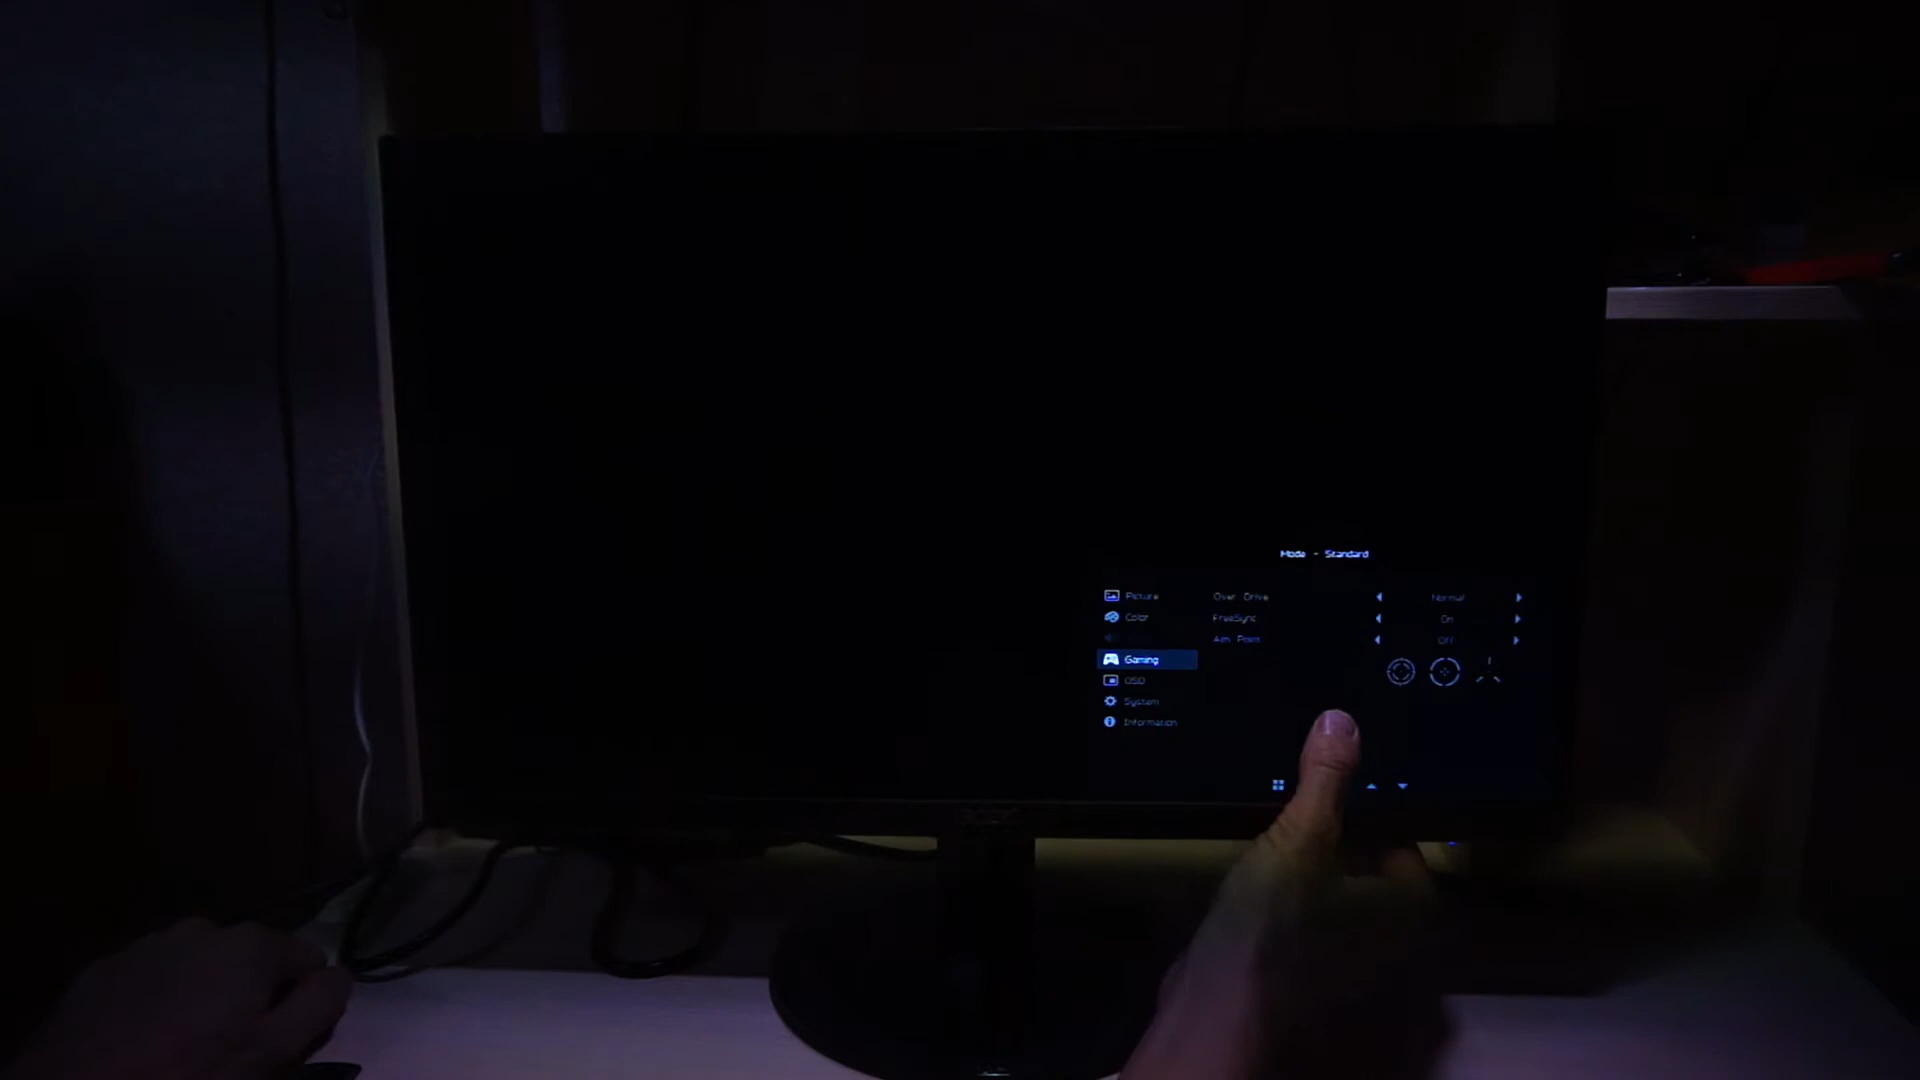 Mode - Standard
Picture
Over Drive
Normal
Color
FreeSync
On
Aim Point
Off
Gaming
OSD
System
Information